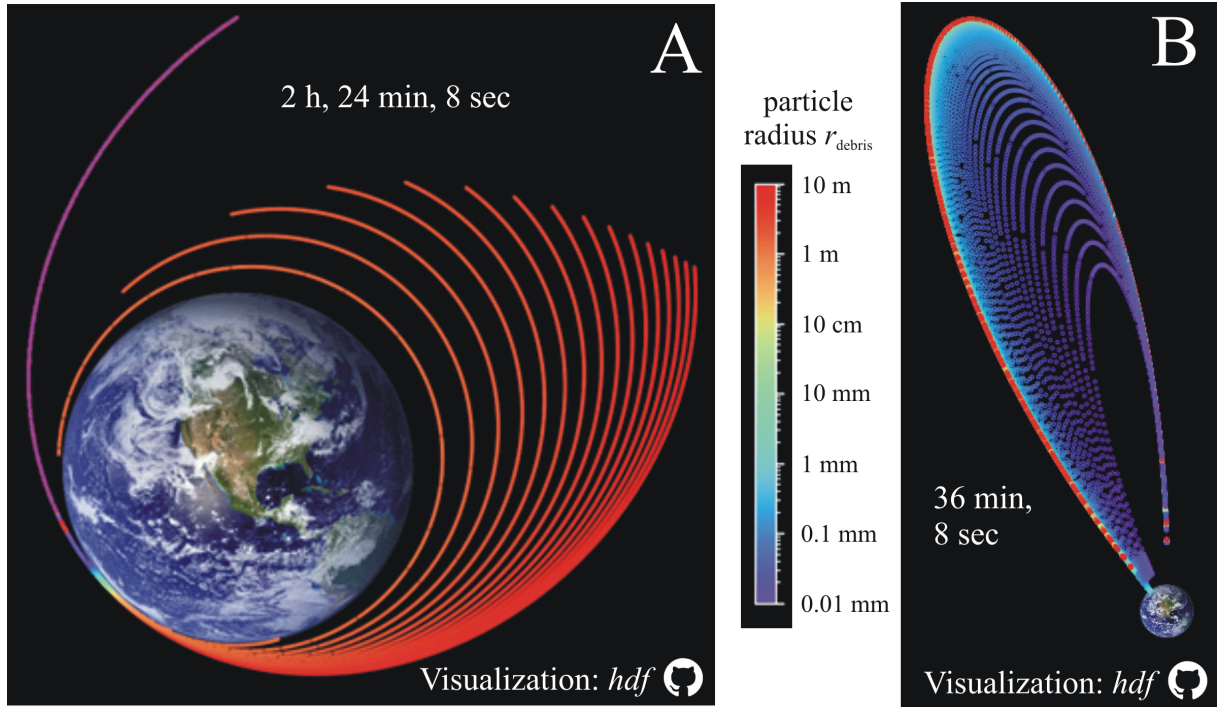 A
2 h, 24 min, 8 sec
Visualization: hdf
particle
radius r_debris
10 m
1 m
10 cm
10 mm
1 mm
0.1 mm
0.01 mm
B
36 min,
8 sec
Visualization: hdf